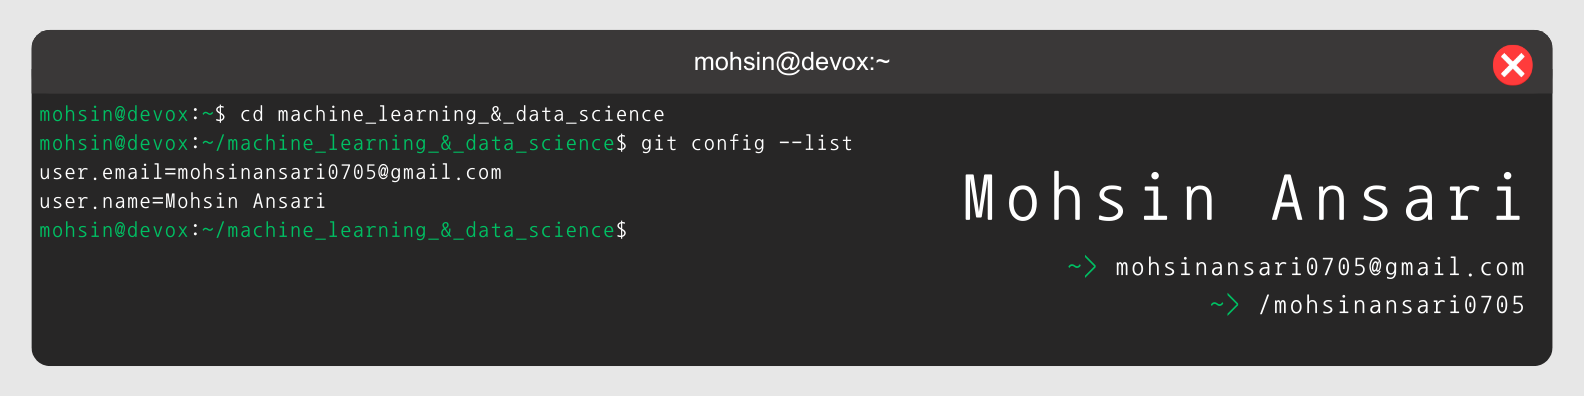 mohsin@devox:~
mohsin@devox:~$ cd machine_learning_&_data_science
mohsin@devox:~/machine_learning_&_data_science$ git config --list
user.email=mohsinansari0705@gmail.com
user.name=Mohsin Ansari
mohsin@devox:~/machine_learning_&_data_science$
Mohsin Ansari
~> mohsinansari0705@gmail.com
~> /mohsinansari0705